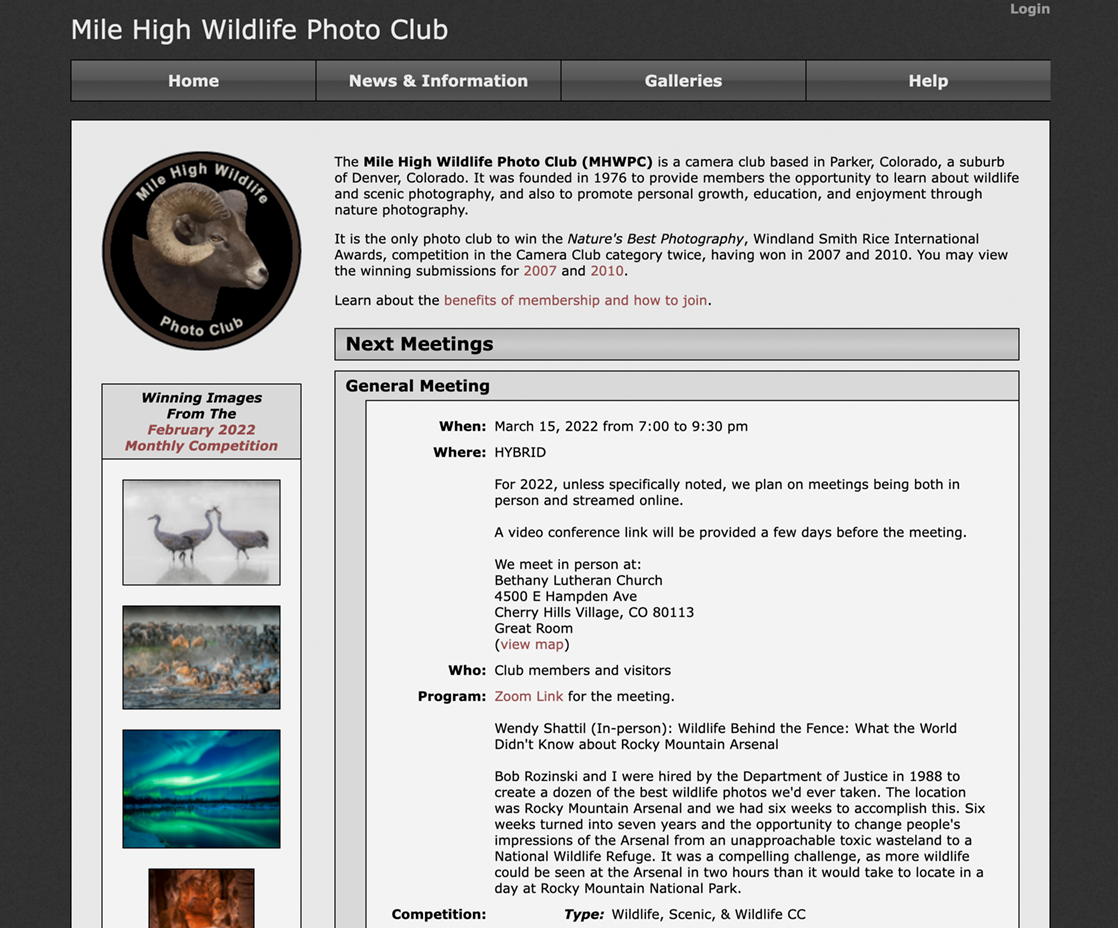 Login
Mile High Wildlife Photo Club
Home
News & Information
Galleries
Help
Mile High Wildlife
Photo Club
The Mile High Wildlife Photo Club (MHWPC) is a camera club based in Parker, Colorado, a suburb
of Denver, Colorado. It was founded in 1976 to provide members the opportunity to learn about wildlife
and scenic photography, and also to promote personal growth, education, and enjoyment through
nature photography.
It is the only photo club to win the Nature's Best Photography, Windland Smith Rice International
Awards, competition in the Camera Club category twice, having won in 2007 and 2010. You may view
the winning submissions for 2007 and 2010.
Learn about the benefits of membership and how to join.
Winning Images
From The
February 2022
Monthly Competition
Next Meetings
General Meeting
When: March 15, 2022 from 7:00 to 9:30 pm
Where: HYBRID
For 2022, unless specifically noted, we plan on meetings being both in
person and streamed online.
A video conference link will be provided a few days before the meeting.
We meet in person at:
Bethany Lutheran Church
4500 E Hampden Ave
Cherry Hills Village, CO 80113
Great Room
(view map)
Who: Club members and visitors
Program: Zoom Link for the meeting.
Wendy Shattil (In-person): Wildlife Behind the Fence: What the World
Didn't Know about Rocky Mountain Arsenal
Bob Rozinski and I were hired by the Department of Justice in 1988 to
create a dozen of the best wildlife photos we'd ever taken. The location
was Rocky Mountain Arsenal and we had six weeks to accomplish this. Six
weeks turned into seven years and the opportunity to change people's
impressions of the Arsenal from an unapproachable toxic wasteland to a
National Wildlife Refuge. It was a compelling challenge, as more wildlife
could be seen at the Arsenal in two hours than it would take to locate in a
day at Rocky Mountain National Park.
Competition: Type: Wildlife, Scenic, & Wildlife CC